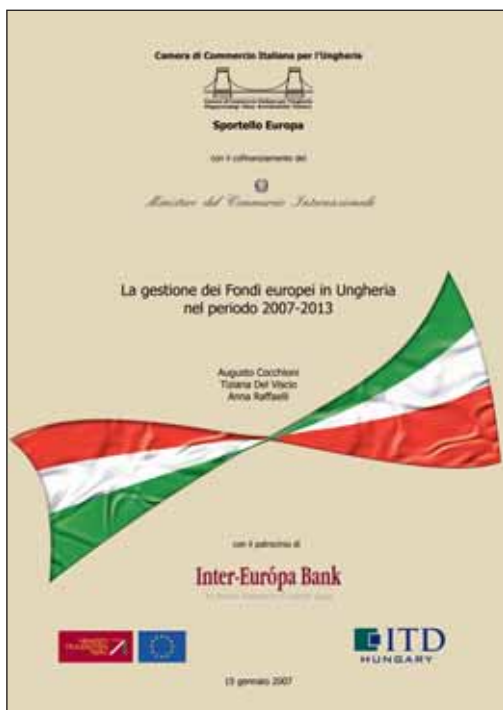 Camera di Commercio Italiana per l'Ungheria
Sportello Europa
con il cofinanziamento del
Ministero del Commercio Internazionale
La gestione dei Fondi europei in Ungheria
nel periodo 2007-2013
Augusto Cocchioni
Tiziana Del Viscio
Anna Raffaelli
con il patrocinio di
Inter-Európa Bank
ITD
HUNGARY
15 gennaio 2007